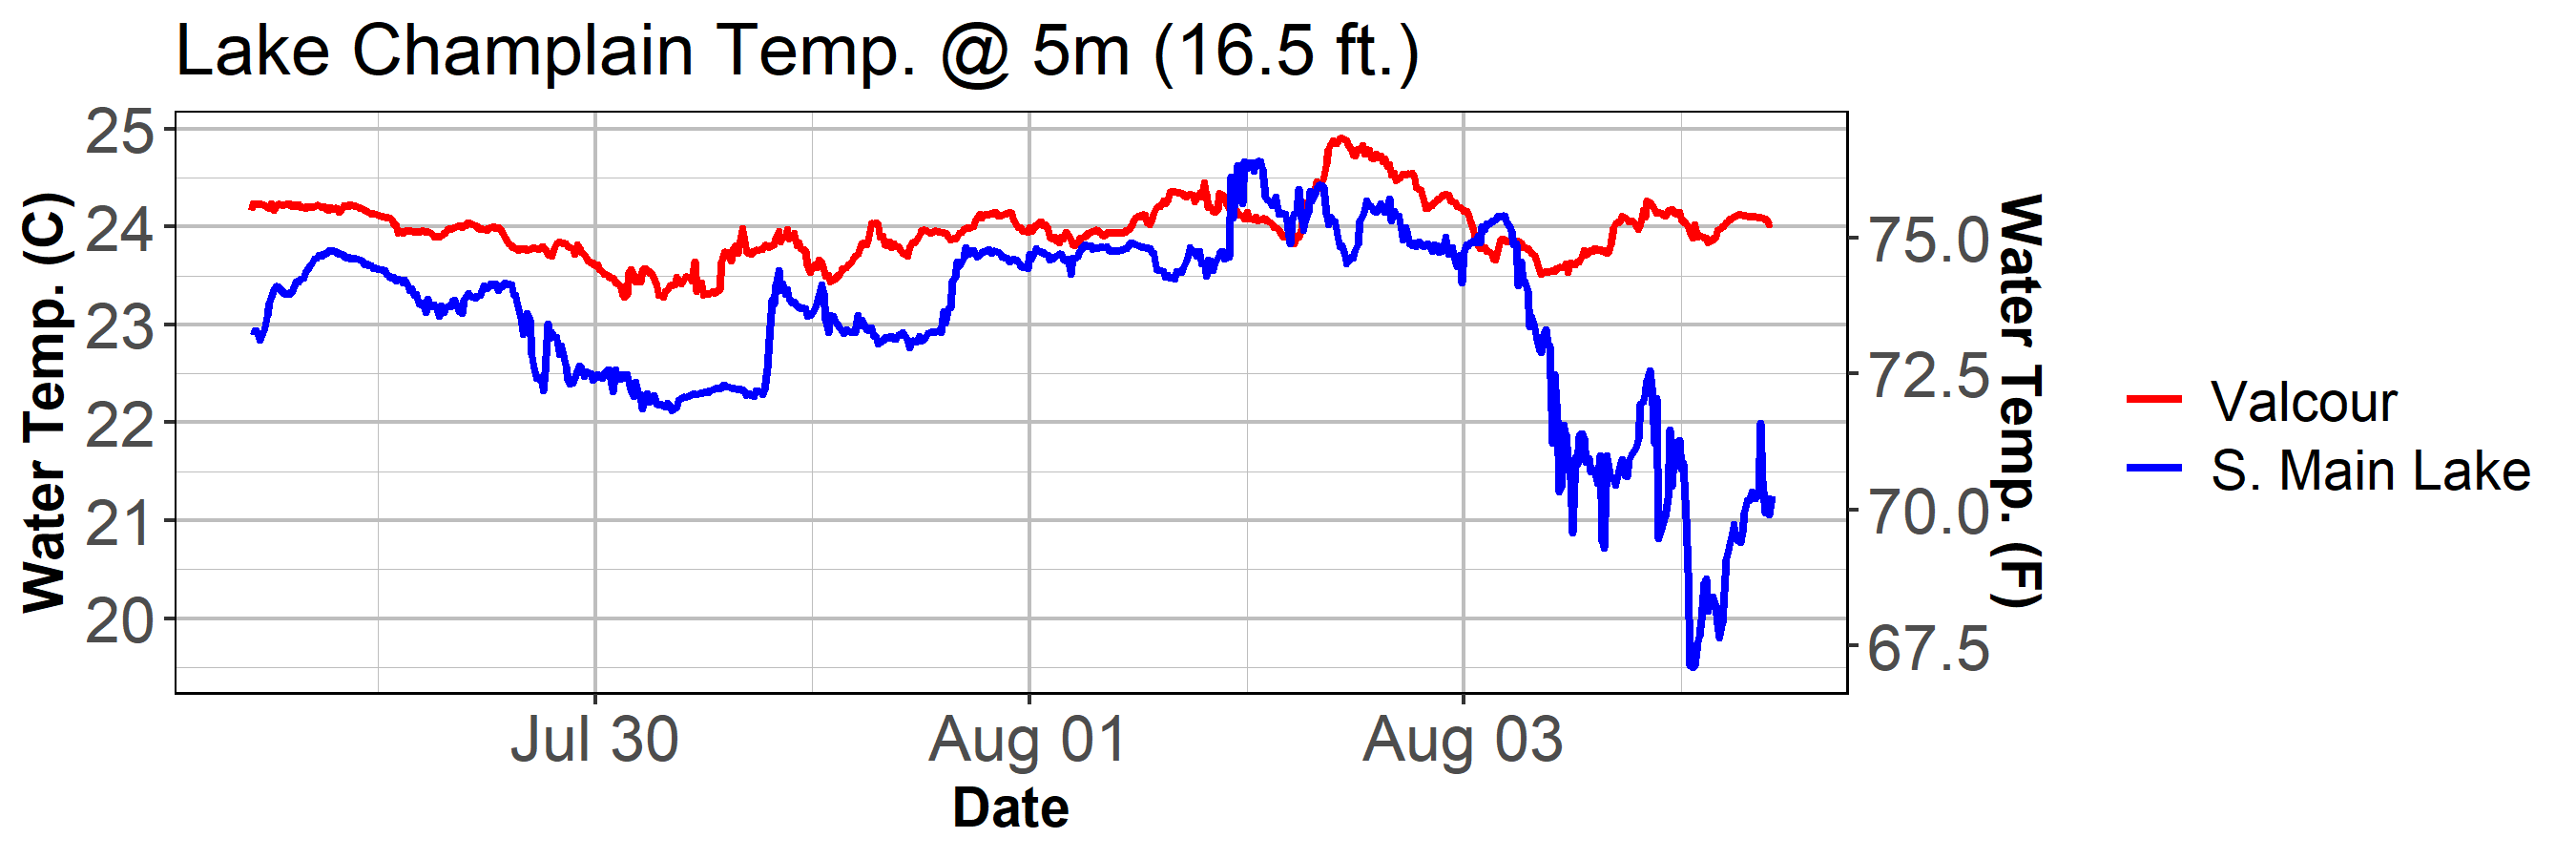 Lake Champlain Temp. @ 5m (16.5 ft.)
Water Temp. (C)
25
24
23
22
21
20
75.0
72.5
70.0
67.5
Water Temp. (F)
Jul 30
Aug 01
Aug 03
Date
Valcour
S. Main Lake